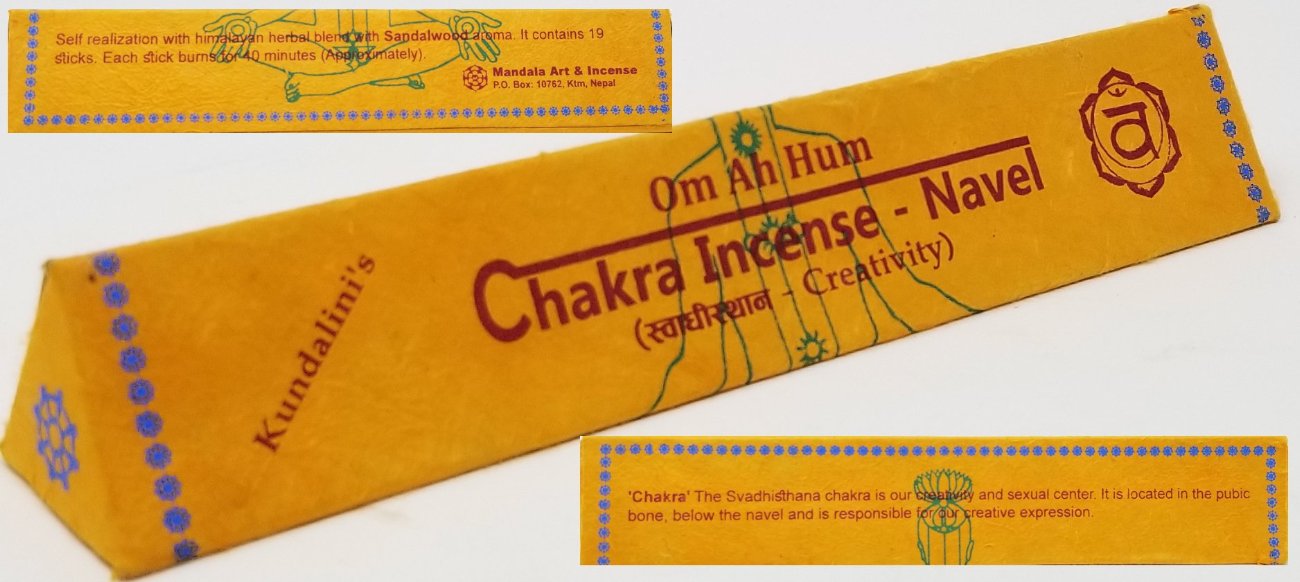 Self realization with himalayan herbal blend with Sandalwood aroma. It contains 19
sticks. Each stick burns for 40 minutes (Approximately).
Mandala Art & Incense
P.O. Box: 10762, Ktm, Nepal
Kundalini's
Om Ah Hum
Chakra Incense - Navel
(स्वाधीस्थान - Creativity)
वं
'Chakra' The Svadhisthana chakra is our creativity and sexual center. It is located in the pubic
bone, below the navel and is responsible for our creative expression.